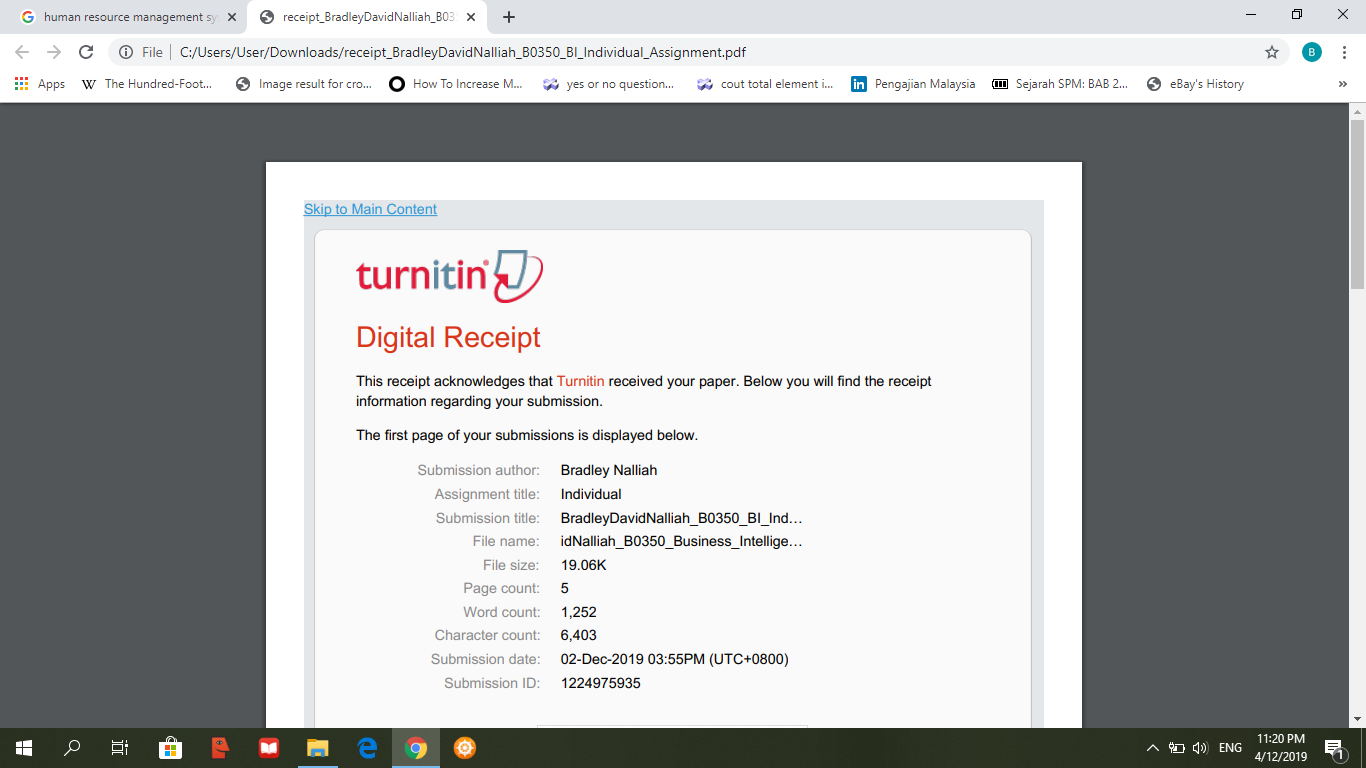 human resource management sy
receipt_BradleyDavidNalliah_B03
File
C:/Users/User/Downloads/receipt_BradleyDavidNalliah_B0350_BI_Individual_Assignment.pdf
B
Apps
W The Hundred-Foot...
Image result for cro...
How To Increase M...
yes or no question...
cout total element i...
in Pengajian Malaysia
Sejarah SPM: BAB 2...
eBay's History
»
Skip to Main Content
turnitin
Digital Receipt
This receipt acknowledges that Turnitin received your paper. Below you will find the receipt
information regarding your submission.
The first page of your submissions is displayed below.
Submission author: Bradley Nalliah
Assignment title: Individual
Submission title: BradleyDavidNalliah_B0350_BI_Ind…
File name: idNalliah_B0350_Business_Intellige…
File size: 19.06K
Page count: 5
Word count: 1,252
Character count: 6,403
Submission date: 02-Dec-2019 03:55PM (UTC+0800)
Submission ID: 1224975935
ENG
11:20 PM
4/12/2019
1